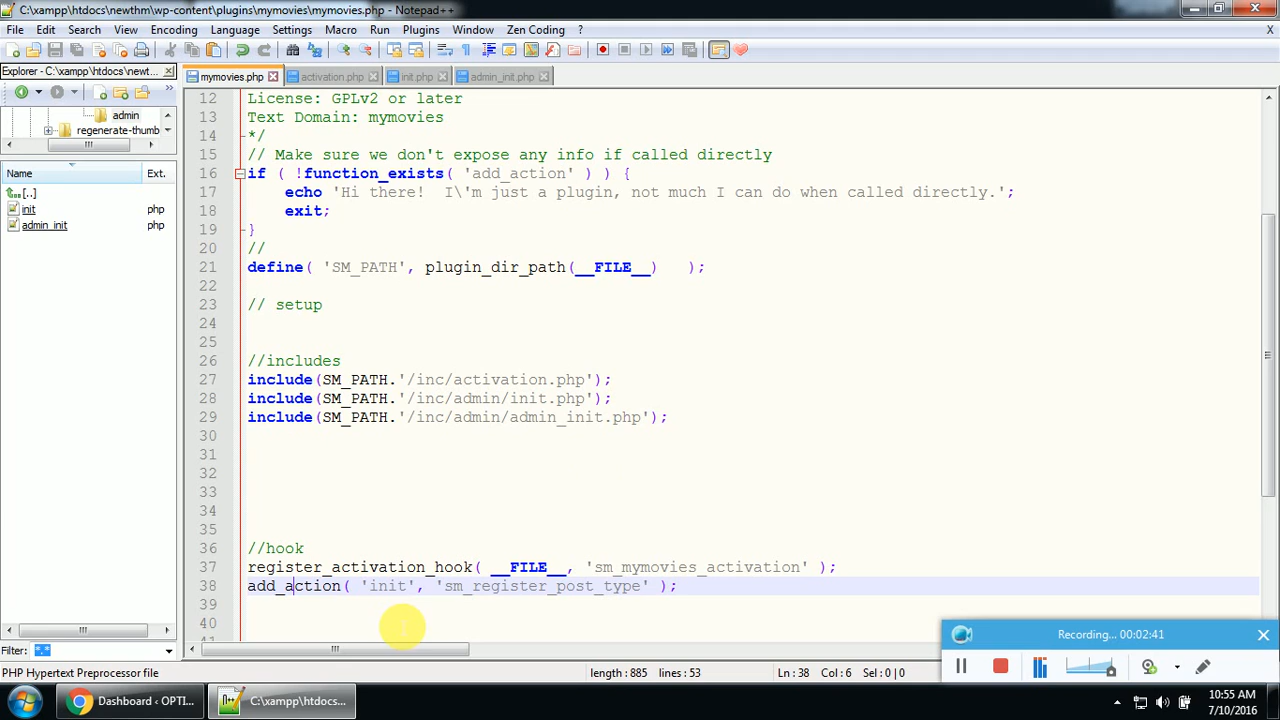 C:\xampp\htdocs\newthm\wp-content\plugins\mymovies\mymovies.php - Notepad++
File Edit Search View Encoding Language Settings Macro Run Plugins Window Zen Coding ?
Explorer - C:\xampp\htdocs\newt...
mymovies.php activation.php init.php admin_init.php
admin
regenerate-thumb
Name Ext.
[..]
init php
admin_init php
Filter: *.*
12 License: GPLv2 or later
13 Text Domain: mymovies
14 */
15 // Make sure we don't expose any info if called directly
16 if ( !function_exists( 'add_action' ) ) {
17 echo 'Hi there!  I\'m just a plugin, not much I can do when called directly.';
18 exit;
19 }
20 //
21 define( 'SM_PATH', plugin_dir_path(__FILE__)   );
22
23 // setup
24
25
26 //includes
27 include(SM_PATH.'/inc/activation.php');
28 include(SM_PATH.'/inc/admin/init.php');
29 include(SM_PATH.'/inc/admin/admin_init.php');
30
31
32
33
34
35
36 //hook
37 register_activation_hook( __FILE__, 'sm_mymovies_activation' );
38 add_action( 'init', 'sm_register_post_type' );
39
40
41
Recording... 00:02:41
PHP Hypertext Preprocessor file length : 885 lines : 53 Ln : 38 Col : 6 Sel : 0 | 0
Dashboard ‹ OPTI... C:\xampp\htdocs...
10:55 AM
7/10/2016